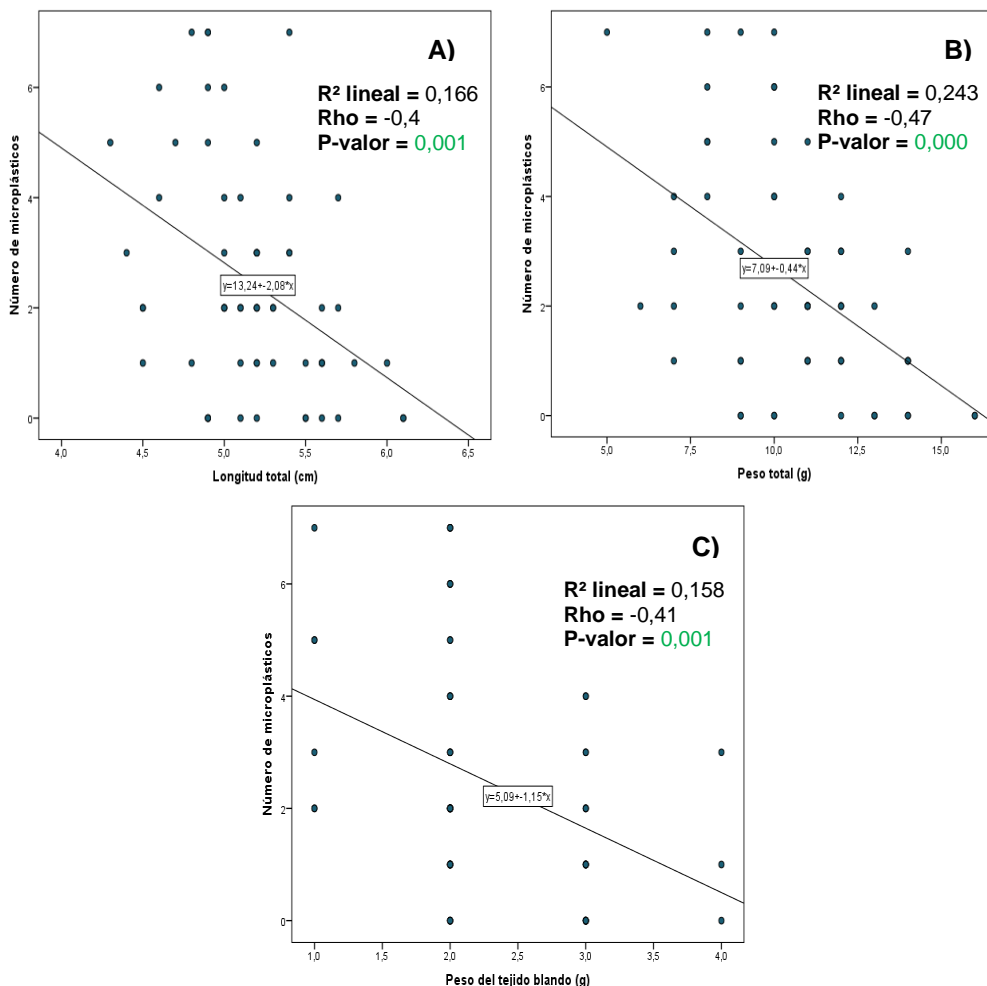 A)
R² lineal = 0,166
Rho = -0,4
P-valor = 0,001
Número de microplásticos
6
4
2
0
y=13,24+-2,08*x
4,0 4,5 5,0 5,5 6,0 6,5
Longitud total (cm)
B)
R² lineal = 0,243
Rho = -0,47
P-valor = 0,000
Número de microplásticos
6
4
2
0
y=7,09+-0,44*x
5,0 7,5 10,0 12,5 15,0
Peso total (g)
C)
R² lineal = 0,158
Rho = -0,41
P-valor = 0,001
Número de microplásticos
6
4
2
0
y=5,09+-1,15*x
1,0 1,5 2,0 2,5 3,0 3,5 4,0
Peso del tejido blando (g)